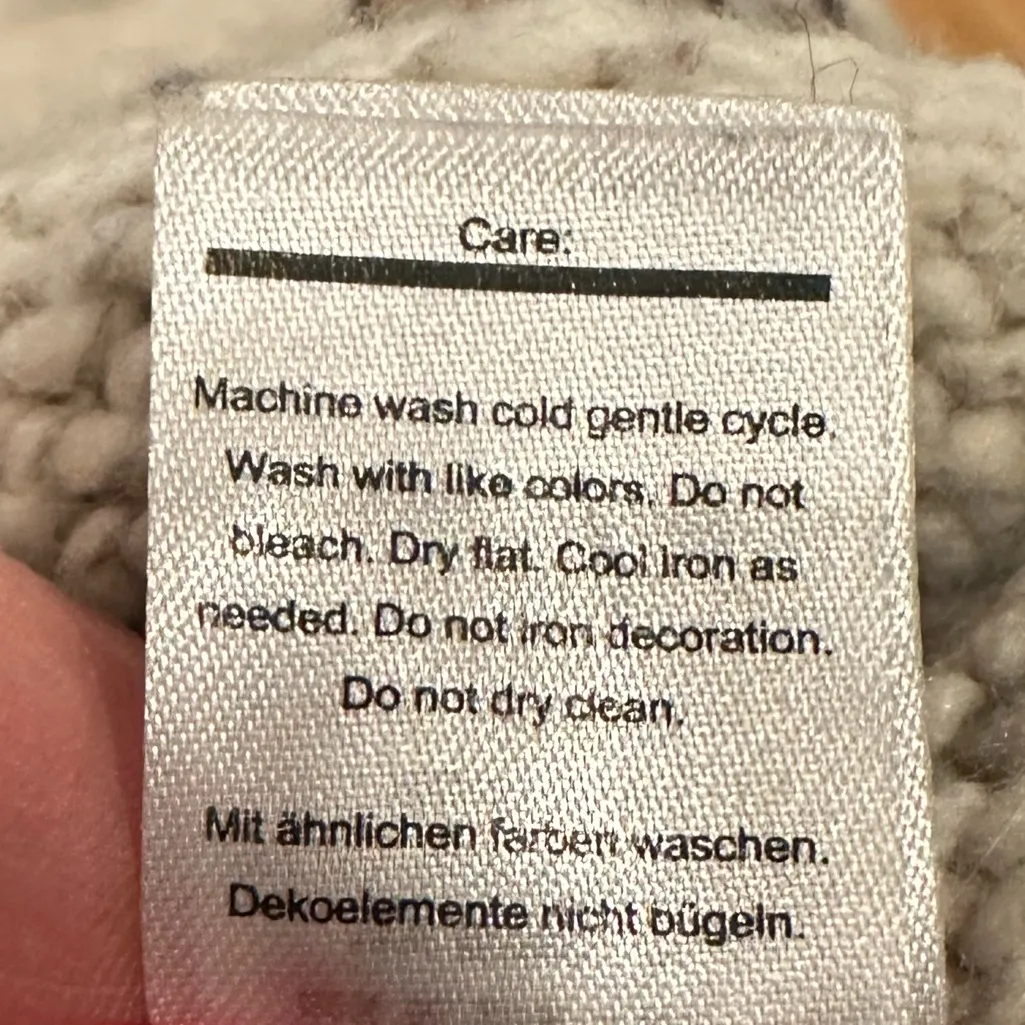 Care:
Machine wash cold gentle cycle.
Wash with like colors. Do not
bleach. Dry flat. Cool Iron as
needed. Do not iron decoration.
Do not dry clean.
Mit ähnlichen farben waschen.
Dekoelemente nicht bügeln.